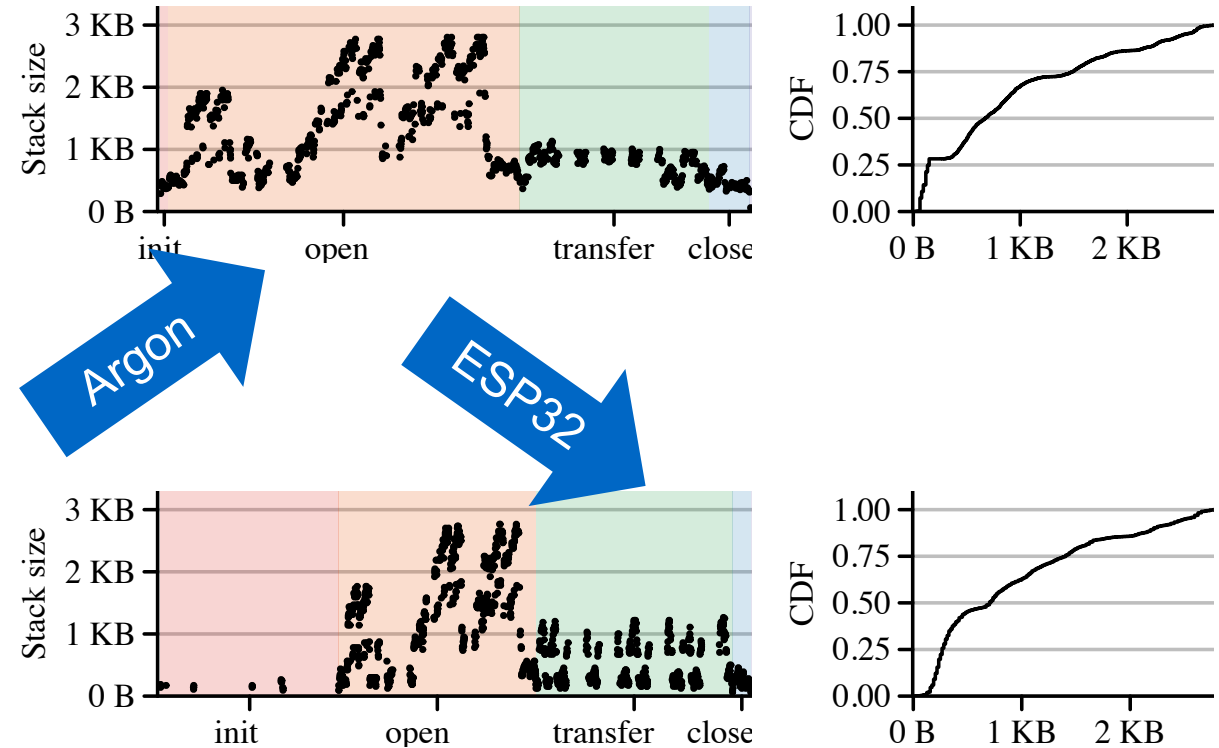 3 KB
2 KB
1 KB
0 B
Stack size
init
open
transfer
close
1.00
0.75
0.50
0.25
0.00
CDF
0 B
1 KB
2 KB
Argon
ESP32
3 KB
2 KB
1 KB
0 B
Stack size
init
open
transfer
close
1.00
0.75
0.50
0.25
0.00
CDF
0 B
1 KB
2 KB